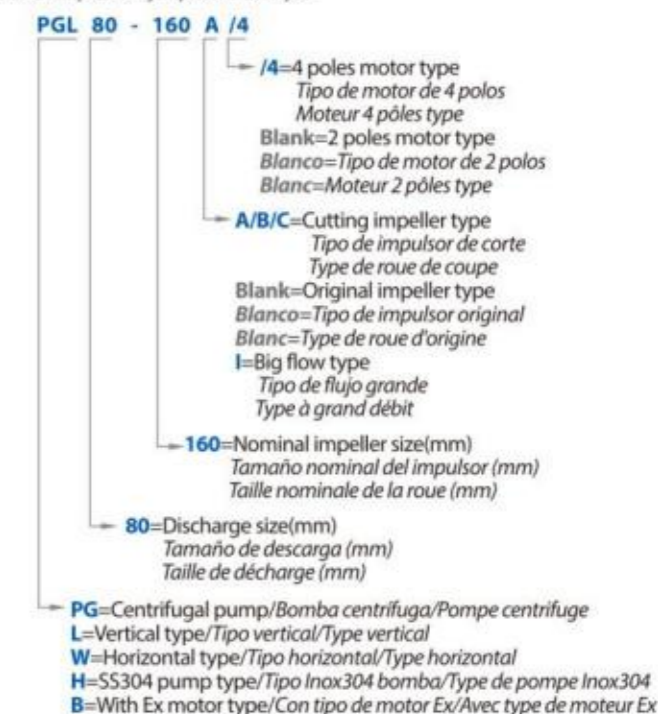 PGL 80 - 160 A /4
/4=4 poles motor type
Tipo de motor de 4 polos
Moteur 4 pôles type
Blank=2 poles motor type
Blanco=Tipo de motor de 2 polos
Blanc=Moteur 2 pôles type
A/B/C=Cutting impeller type
Tipo de impulsor de corte
Type de roue de coupe
Blank=Original impeller type
Blanco=Tipo de impulsor original
Blanc=Type de roue d'origine
I=Big flow type
Tipo de flujo grande
Type à grand débit
160=Nominal impeller size(mm)
Tamaño nominal del impulsor (mm)
Taille nominale de la roue (mm)
80=Discharge size(mm)
Tamaño de descarga (mm)
Taille de décharge (mm)
PG=Centrifugal pump/Bomba centrífuga/Pompe centrifuge
L=Vertical type/Tipo vertical/Type vertical
W=Horizontal type/Tipo horizontal/Type horizontal
H=SS304 pump type/Tipo Inox304 bomba/Type de pompe Inox304
B=With Ex motor type/Con tipo de motor Ex/Avec type de moteur Ex